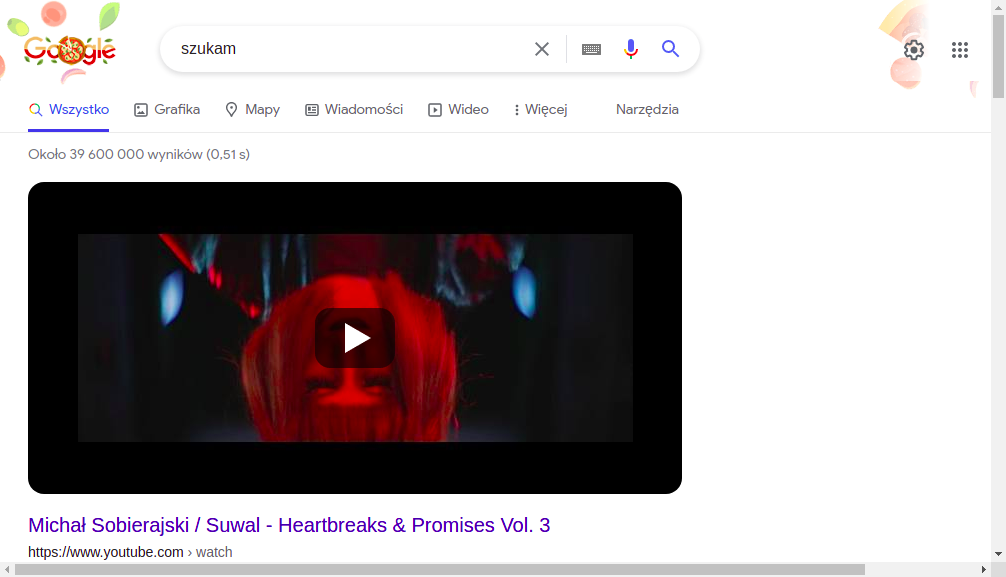 Google
szukam
Wszystko Grafika Mapy Wiadomości Wideo Więcej Narzędzia
Około 39 600 000 wyników (0,51 s)
Michał Sobierajski / Suwal - Heartbreaks & Promises Vol. 3
https://www.youtube.com › watch